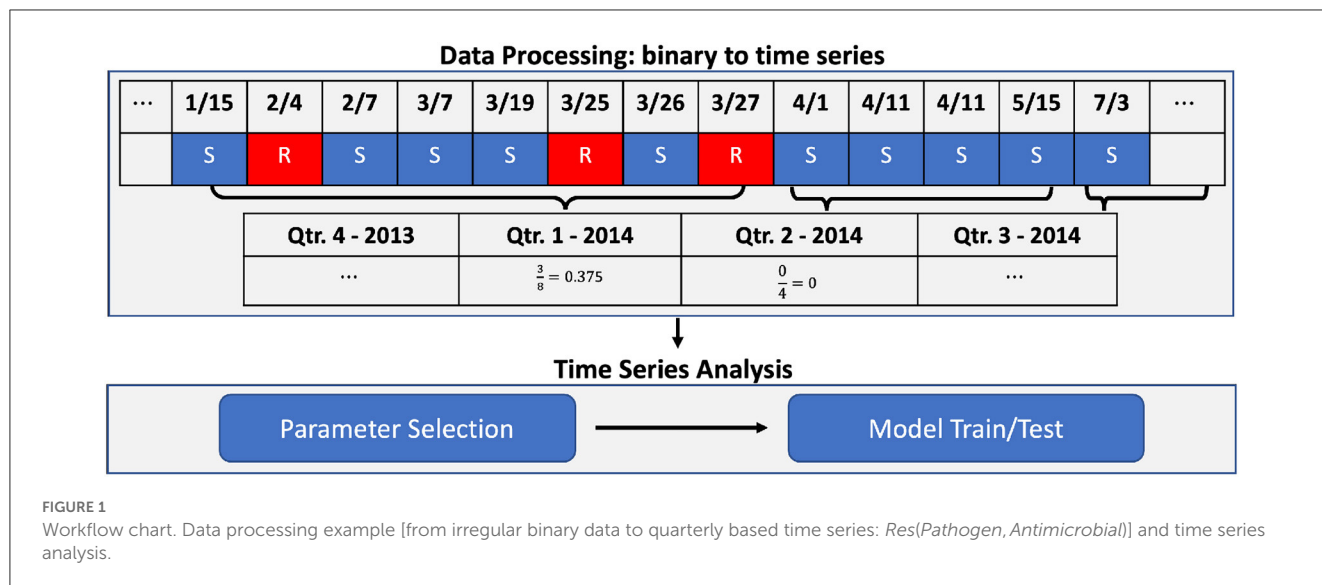 Data Processing: binary to time series
... 1/15 2/4 2/7 3/7 3/19 3/25 3/26 3/27 4/1 4/11 4/11 5/15 7/3 ...
S R S S S R S R S S S S S
Qtr. 4 - 2013 Qtr. 1 - 2014 Qtr. 2 - 2014 Qtr. 3 - 2014
... 3/8 = 0.375 0/4 = 0 ...
Time Series Analysis
Parameter Selection Model Train/Test
FIGURE 1
Workflow chart. Data processing example [from irregular binary data to quarterly based time series: Res(Pathogen, Antimicrobial)] and time series
analysis.